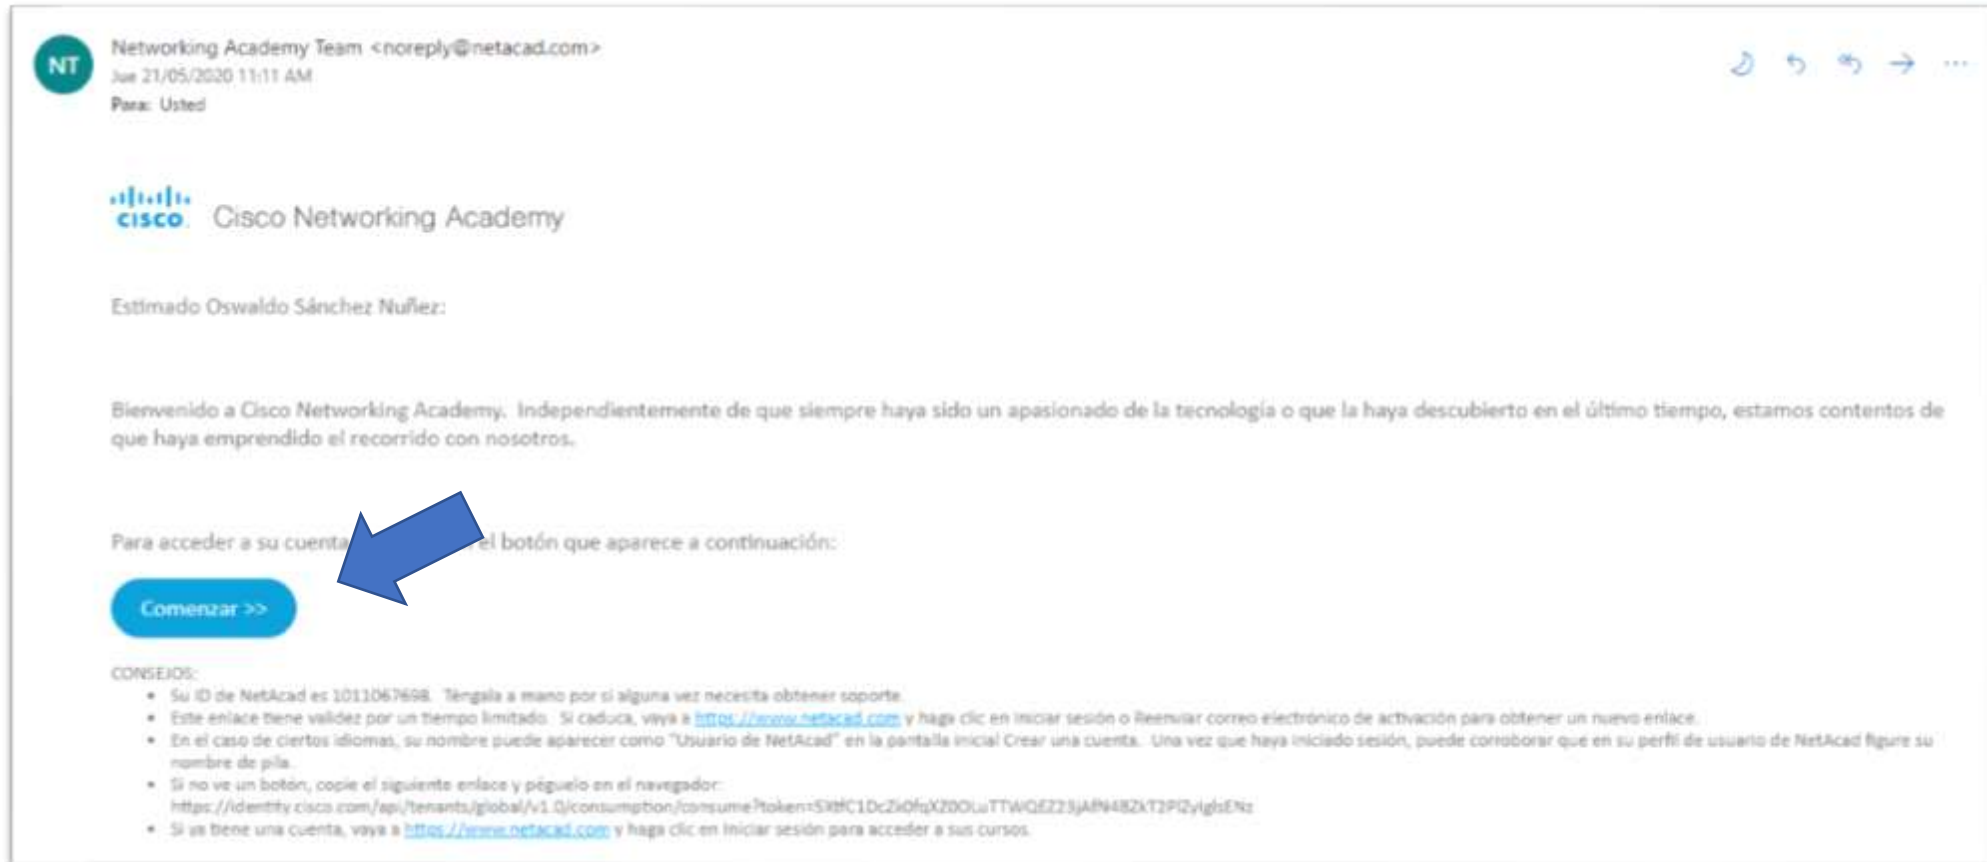 NT
Networking Academy Team <noreply@netacad.com>
Jue 21/05/2020 11:11 AM
Para: Usted
CISCO. Cisco Networking Academy
Estimado Oswaldo Sánchez Nuñez:
Bienvenido a Cisco Networking Academy. Independientemente de que siempre haya sido un apasionado de la tecnología o que la haya descubierto en el último tiempo, estamos contentos de
que haya emprendido el recorrido con nosotros.
Para acceder a su cuenta el botón que aparece a continuación:
Comenzar >>
CONSEJOS:
• Su ID de NetAcad es 1011067698. Téngala a mano por si alguna vez necesita obtener soporte.
• Este enlace tiene validez por un tiempo limitado. Si caduca, vaya a https://www.netacad.com y haga clic en Iniciar sesión o Reenviar correo electrónico de activación para obtener un nuevo enlace.
• En el caso de ciertos idiomas, su nombre puede aparecer como "Usuario de NetAcad" en la pantalla inicial Crear una cuenta. Una vez que haya iniciado sesión, puede corroborar que en su perfil de usuario de NetAcad figure su
nombre de pila.
• Si no ve un botón, copie el siguiente enlace y péguelo en el navegador:
• Si ya tiene una cuenta, vaya a https://www.netacad.com y haga clic en Iniciar sesión para acceder a sus cursos.